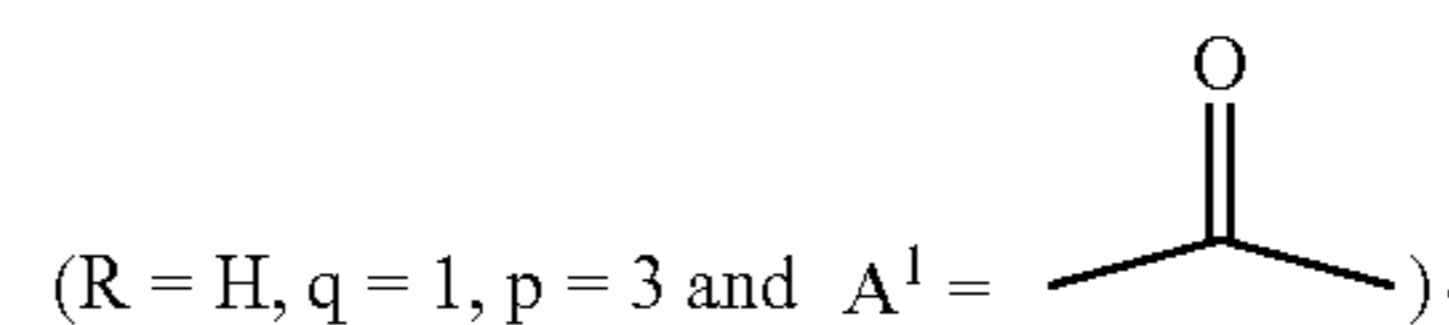 O
(R = H, q = 1, p = 3 and A¹ = ).